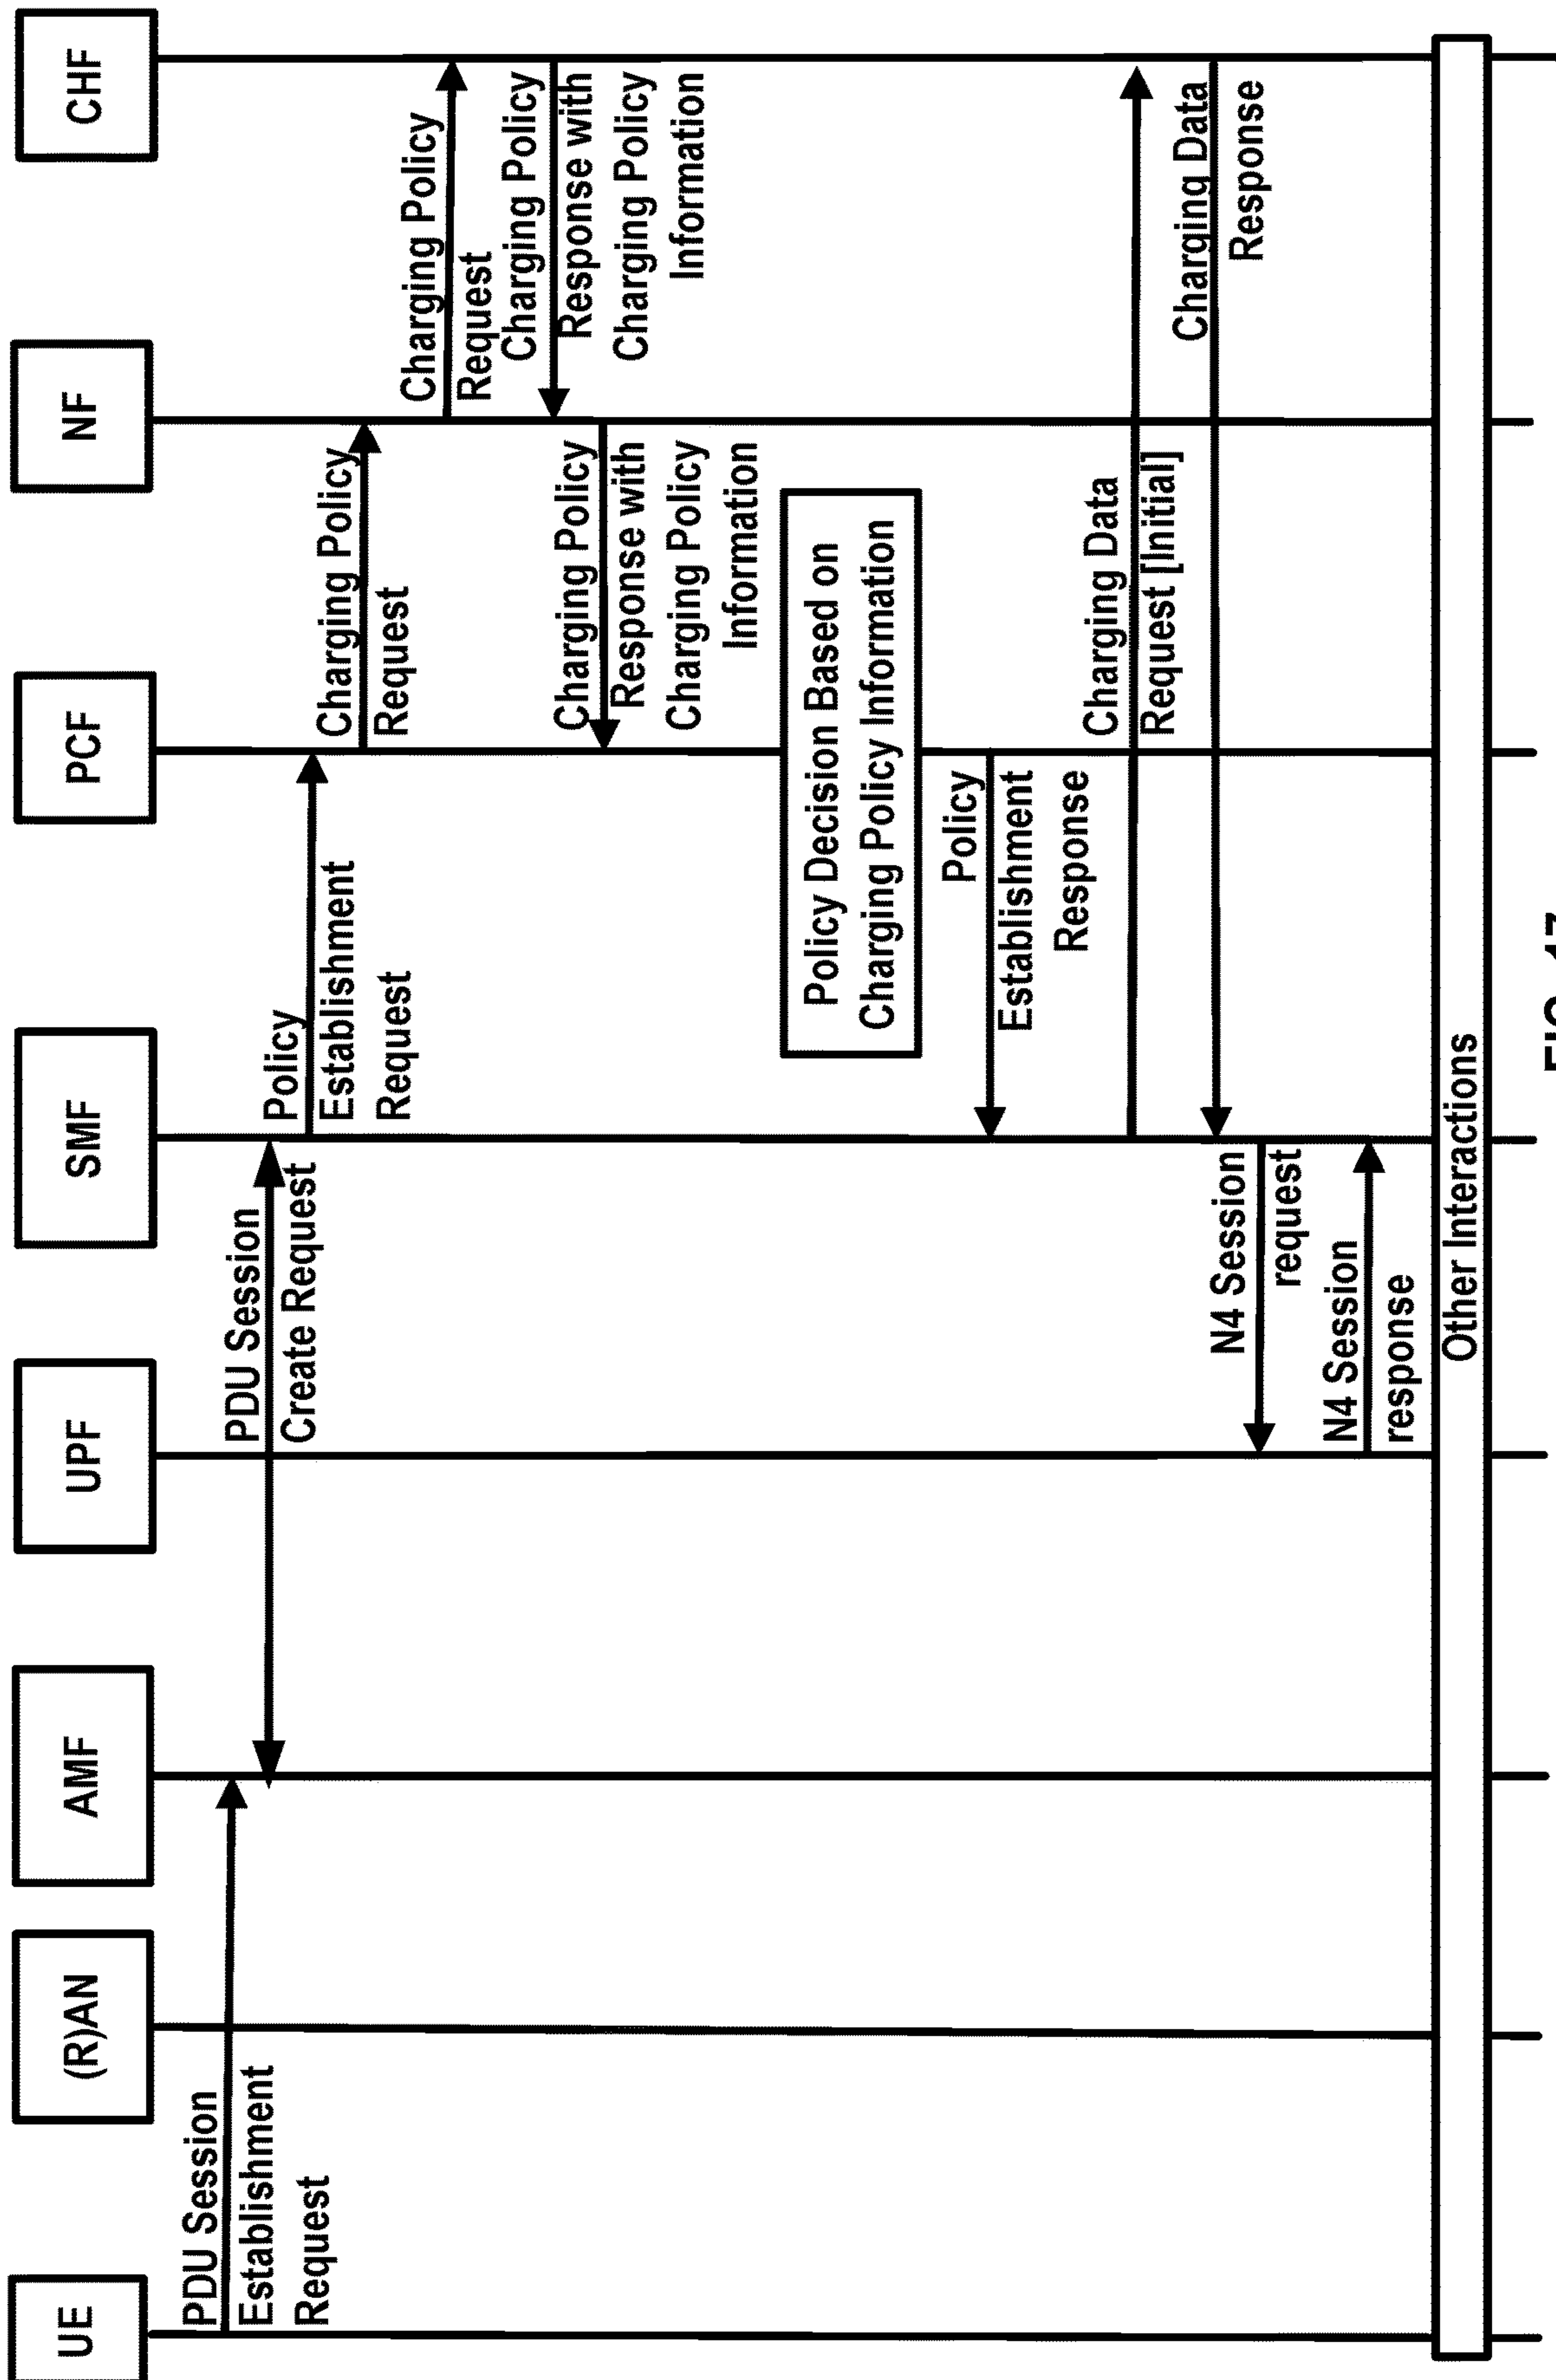 UE
(R)AN
AMF
UPF
SMF
PCF
NF
CHF
PDU Session
Establishment
Request
PDU Session
Create Request
Policy
Establishment
Request
Charging Policy
Request
Charging Policy
Request
Charging Policy
Response with
Charging Policy
Information
Charging Policy
Response with
Charging Policy
Information
Policy Decision Based on
Charging Policy Information
Policy
Establishment
Response
Charging Data
Request [Initial]
Charging Data
Response
N4 Session
request
N4 Session
response
Other Interactions